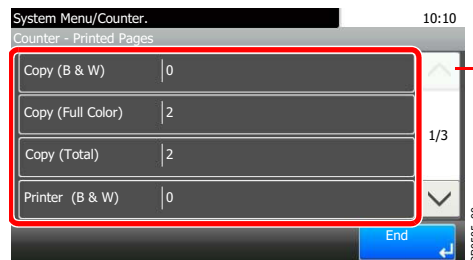 System Menu/Counter.
10:10
Counter - Printed Pages
Copy (B & W) 0
Copy (Full Color) 2
1/3
Copy (Total) 2
Printer (B & W) 0
End